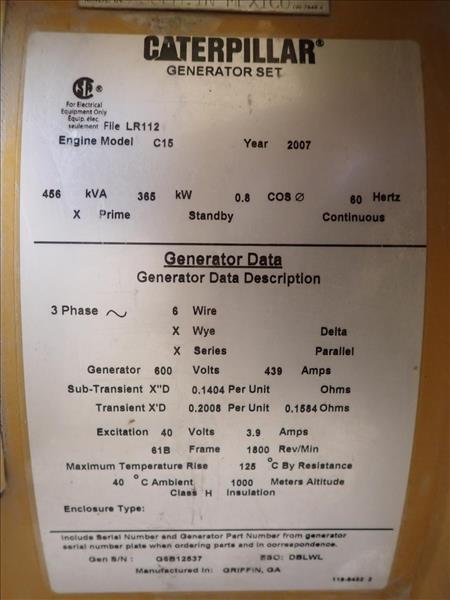 IN MEXICO
CATERPILLAR®
GENERATOR SET
SA ®
For Electrical
Equipment Only
Equip. elec.
seulement File LR112
Engine Model C15 Year 2007
456 kVA 365 kW 0.8 COS Ø 60 Hertz
X Prime Standby Continuous
Generator Data
Generator Data Description
3 Phase ~ 6 Wire
X Wye Delta
X Series Parallel
Generator 600 Volts 439 Amps
Sub-Transient X"D 0.1404 Per Unit Ohms
Transient X'D 0.2008 Per Unit 0.1584 Ohms
Excitation 40 Volts 3.9 Amps
61B Frame 1800 Rev/Min
Maximum Temperature Rise 125 °C By Resistance
40 °C Ambient 1000 Meters Altitude
Class H Insulation
Enclosure Type:
Include Serial Number and Generator Part Number from generator
serial number plate when ordering parts and in correspondence.
Gen S/N : G6B12537 ESO: DBLWL
Manufactured In: GRIFFIN, GA